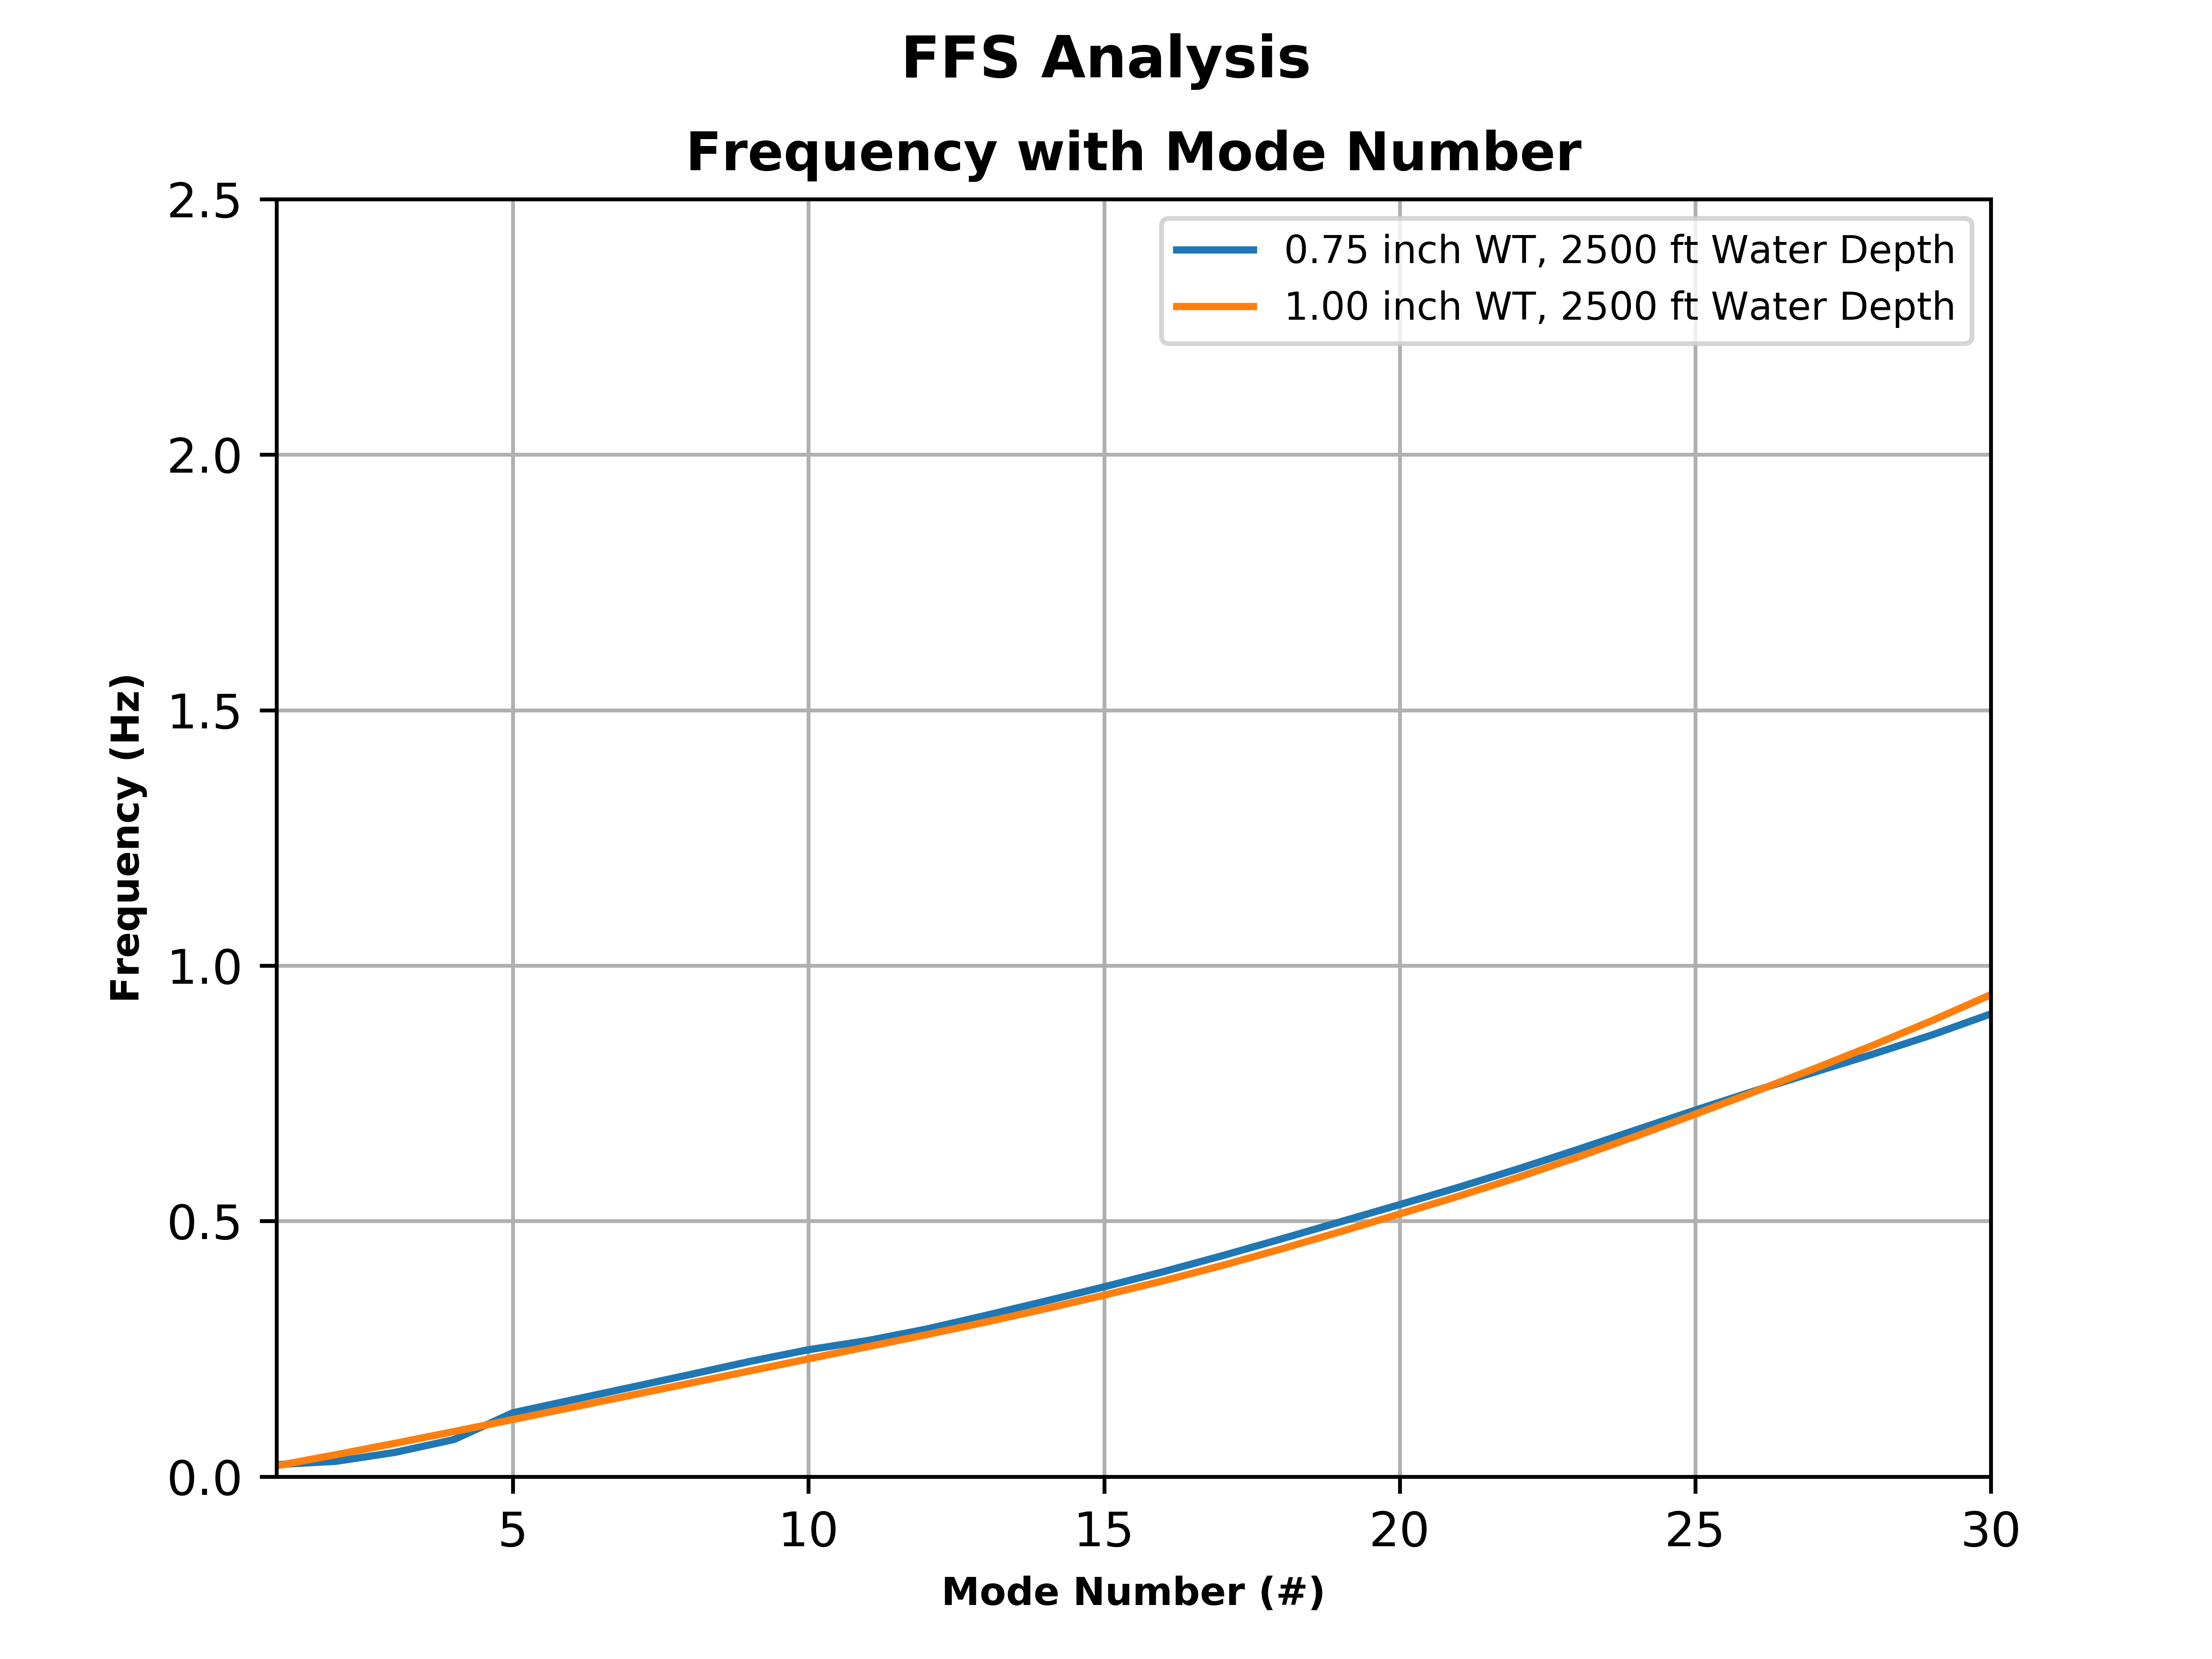 FFS Analysis
Frequency with Mode Number
2.5
2.0
1.5
1.0
0.5
0.0
Frequency (Hz)
0.75 inch WT, 2500 ft Water Depth
1.00 inch WT, 2500 ft Water Depth
5 10 15 20 25 30
Mode Number (#)